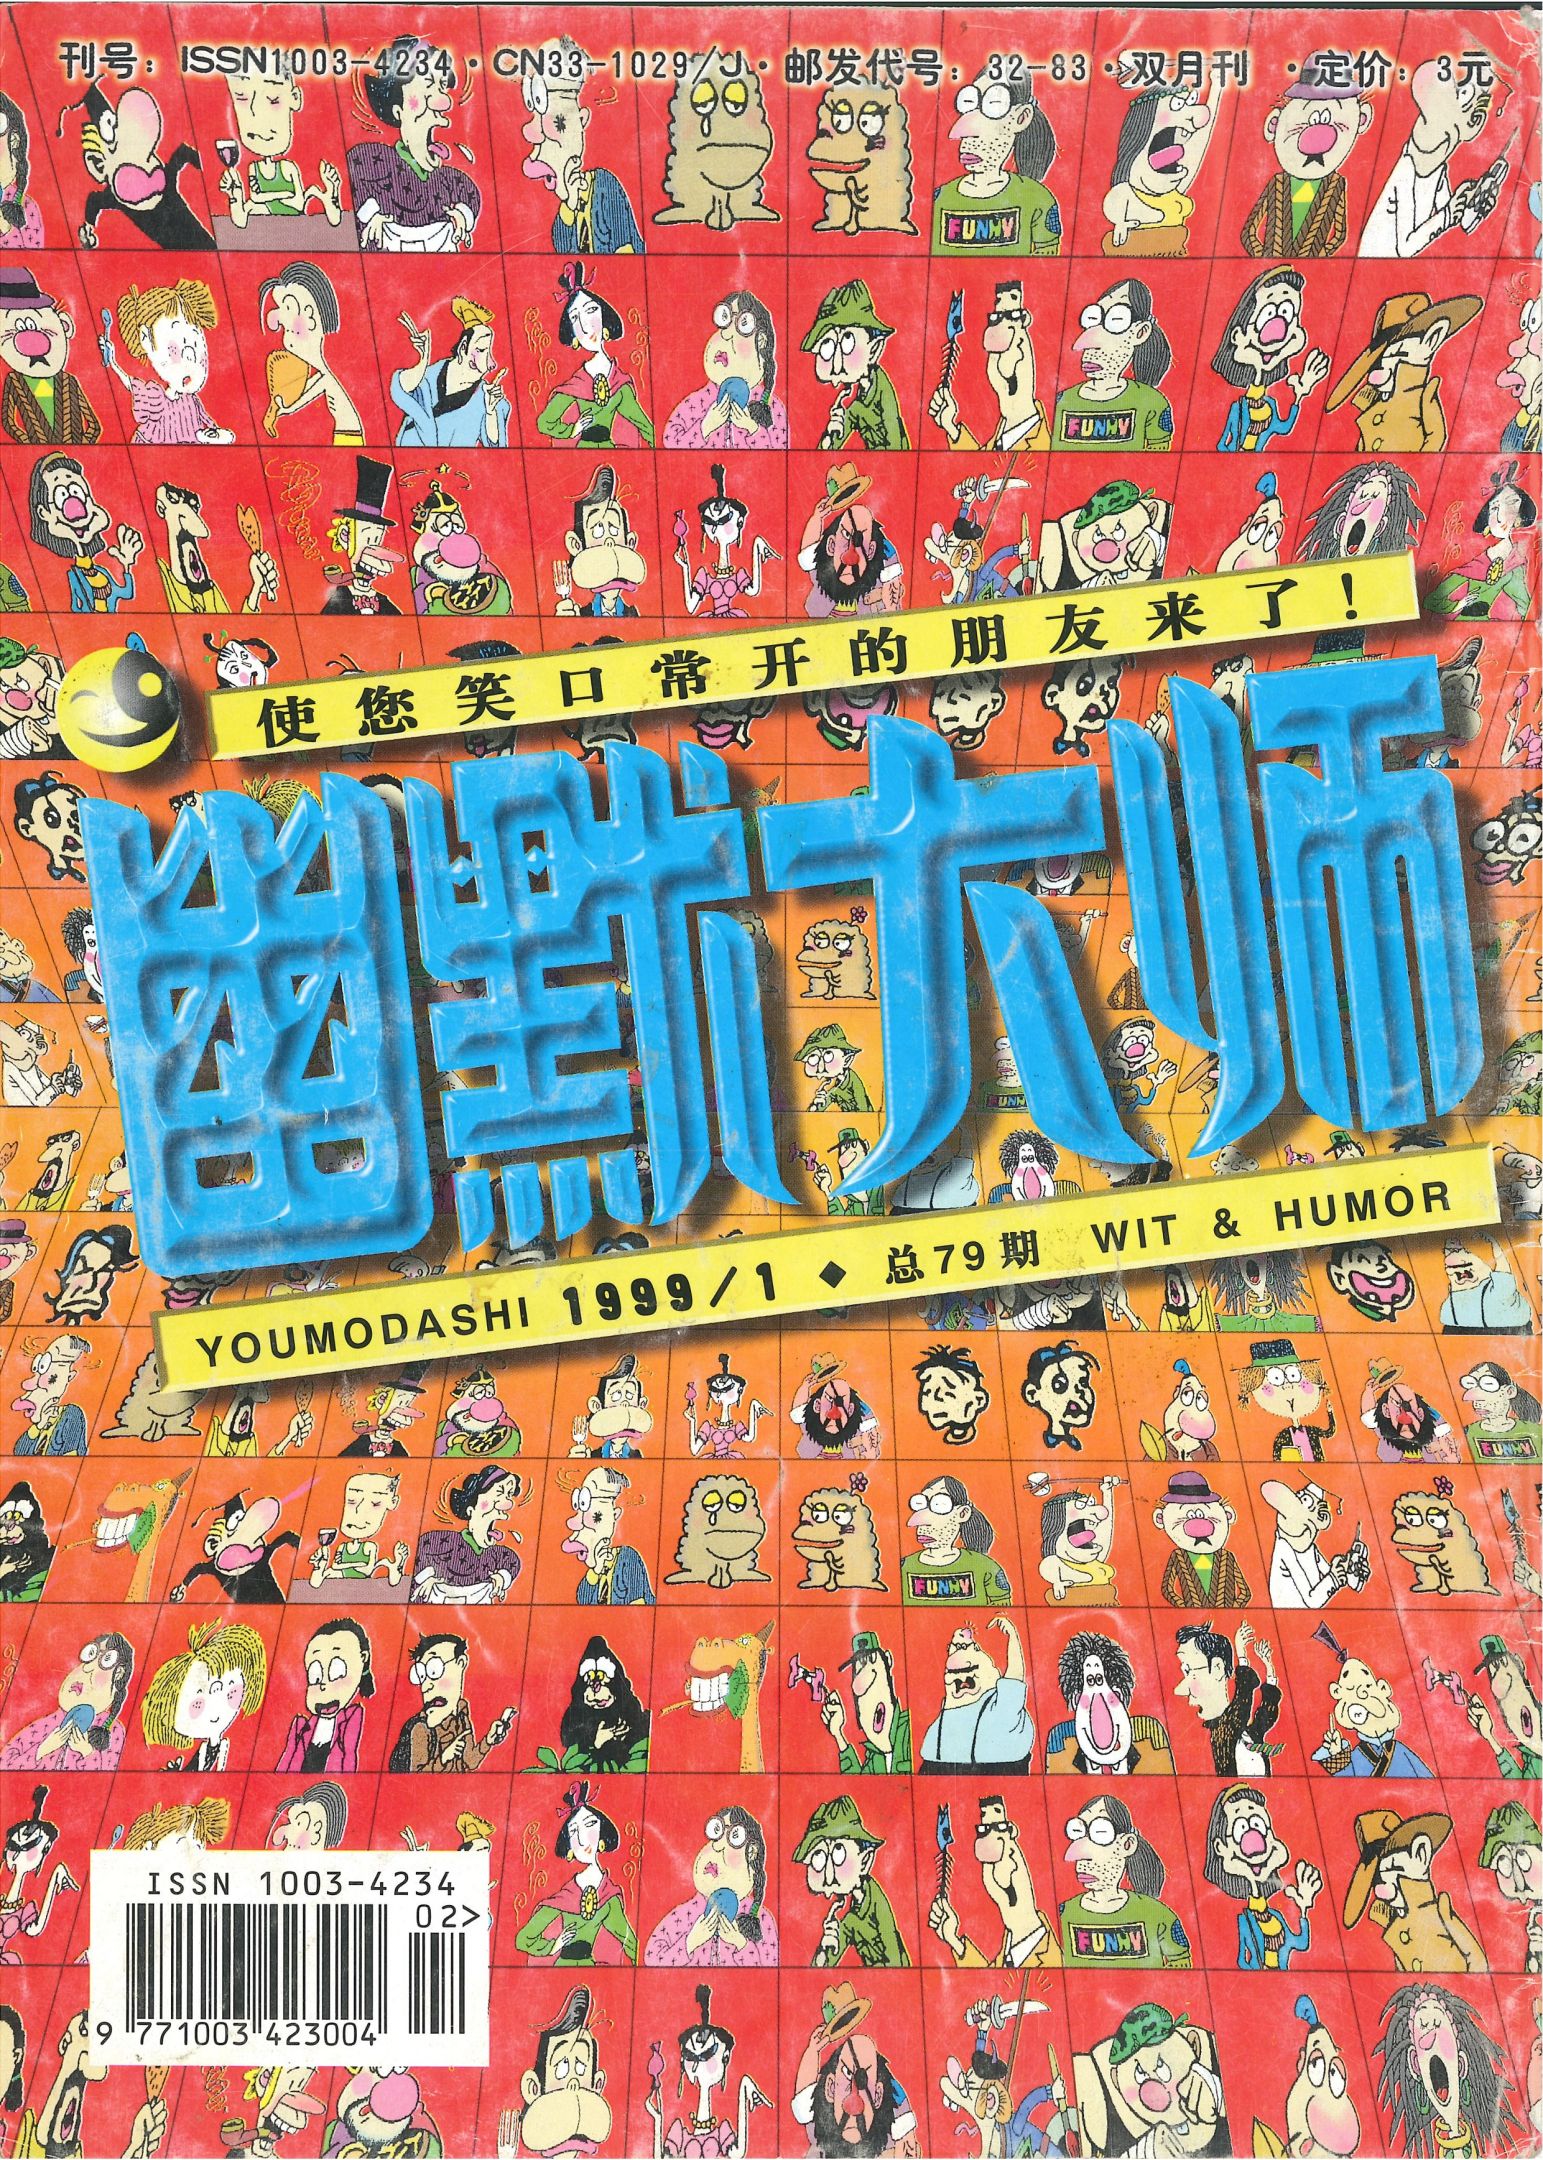 刊号：ISSN1003-4234·CN33-1029/J·邮发代号：32-83·双月刊 ·定价：3元
FUNNY
FUNNY
使您笑口常开的朋友来了！
幽默大师
FUNNY
YOUMODASHI 1999/1 ◆ 总79期 WIT & HUMOR
FUNNY
FUNNY
FUNNY
ISSN 1003-4234
02>
9 771003 423004